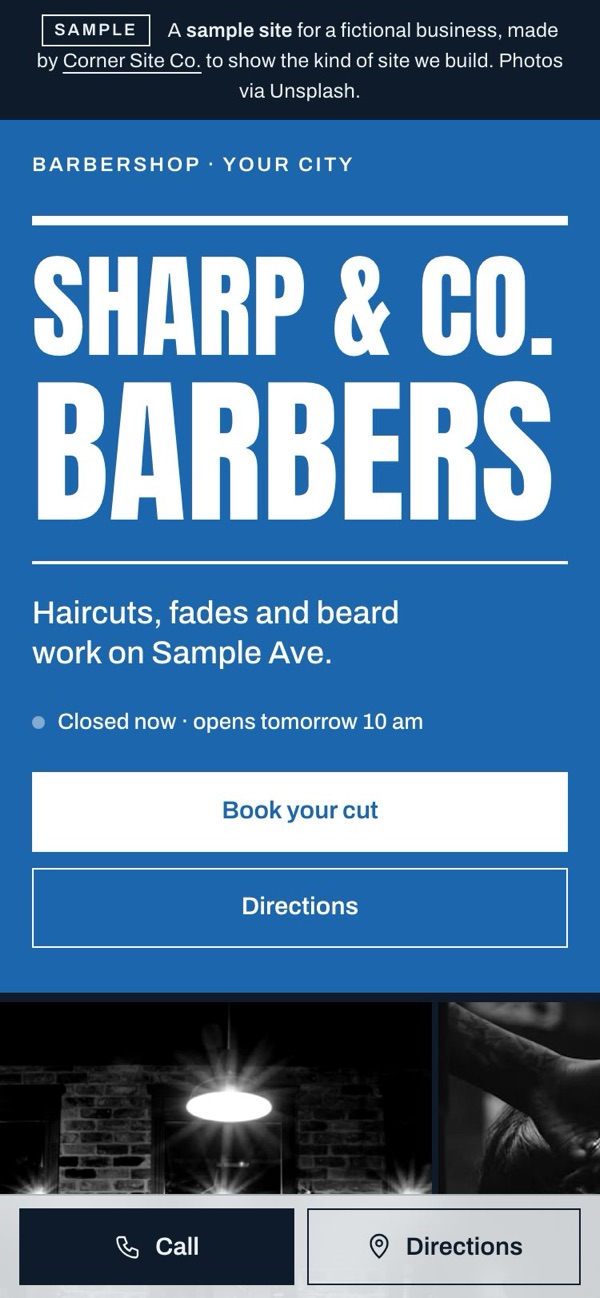 SAMPLE A sample site for a fictional business, made
by Corner Site Co. to show the kind of site we build. Photos
via Unsplash.
BARBERSHOP · YOUR CITY
SHARP & CO.
BARBERS
Haircuts, fades and beard
work on Sample Ave.
Closed now · opens tomorrow 10 am
Book your cut
Directions
Call
Directions